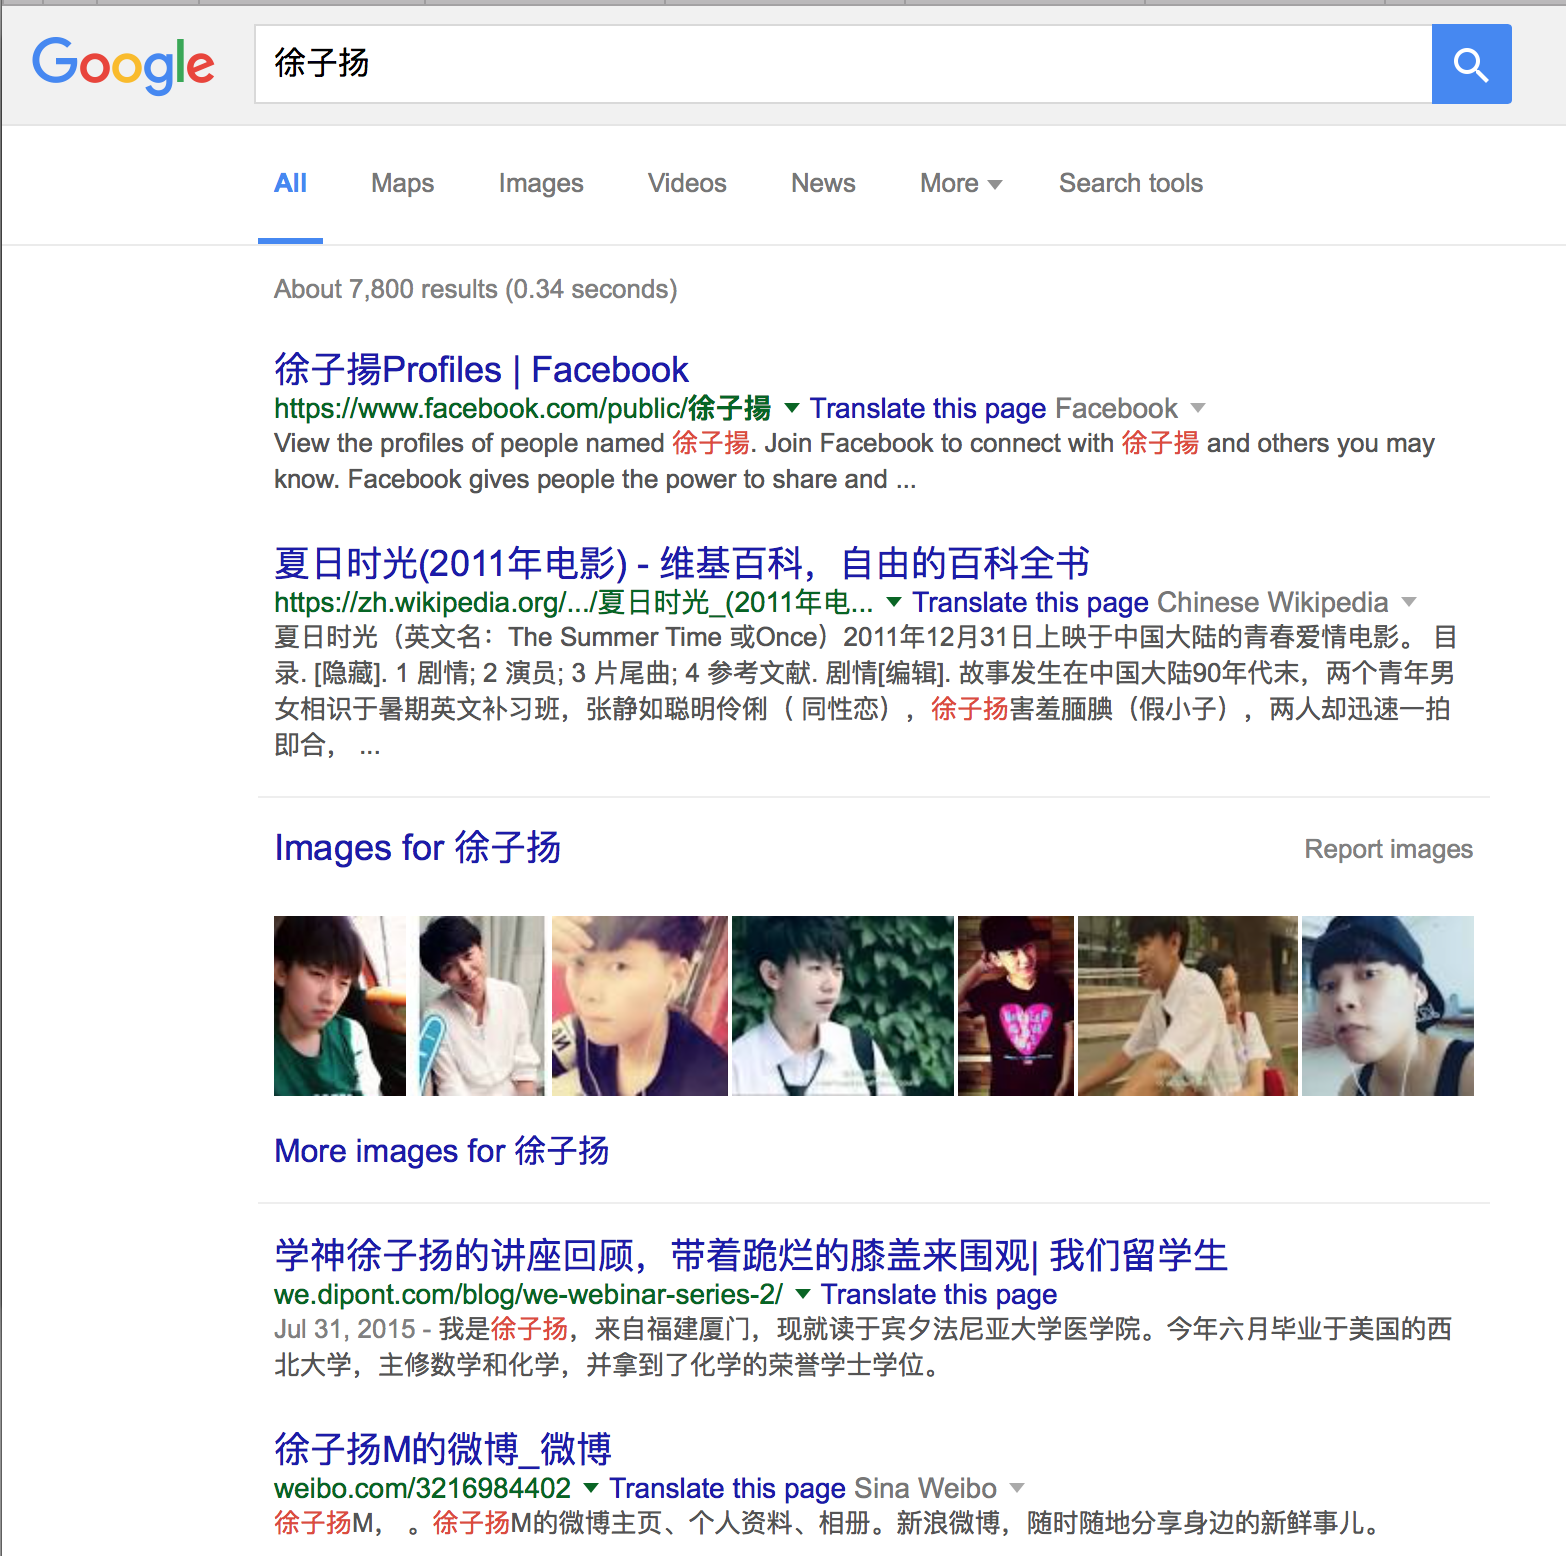 Google
徐子扬
All Maps Images Videos News More Search tools
About 7,800 results (0.34 seconds)
徐子揚Profiles | Facebook
https://www.facebook.com/public/徐子揚 Translate this page Facebook
View the profiles of people named 徐子揚. Join Facebook to connect with 徐子揚 and others you may
know. Facebook gives people the power to share and ...
夏日时光(2011年电影) - 维基百科，自由的百科全书
https://zh.wikipedia.org/.../夏日时光_(2011年电... Translate this page Chinese Wikipedia
夏日时光（英文名：The Summer Time 或Once）2011年12月31日上映于中国大陆的青春爱情电影。 目
录. [隐藏]. 1 剧情; 2 演员; 3 片尾曲; 4 参考文献. 剧情[编辑]. 故事发生在中国大陆90年代末，两个青年男
女相识于暑期英文补习班，张静如聪明伶俐（ 同性恋），徐子扬害羞腼腆（假小子），两人却迅速一拍
即合， ...
Images for 徐子扬
Report images
More images for 徐子扬
学神徐子扬的讲座回顾，带着跪烂的膝盖来围观| 我们留学生
we.dipont.com/blog/we-webinar-series-2/ Translate this page
Jul 31, 2015 - 我是徐子扬，来自福建厦门，现就读于宾夕法尼亚大学医学院。今年六月毕业于美国的西
北大学，主修数学和化学，并拿到了化学的荣誉学士学位。
徐子扬M的微博_微博
weibo.com/3216984402 Translate this page Sina Weibo
徐子扬M， 。徐子扬M的微博主页、个人资料、相册。新浪微博，随时随地分享身边的新鲜事儿。